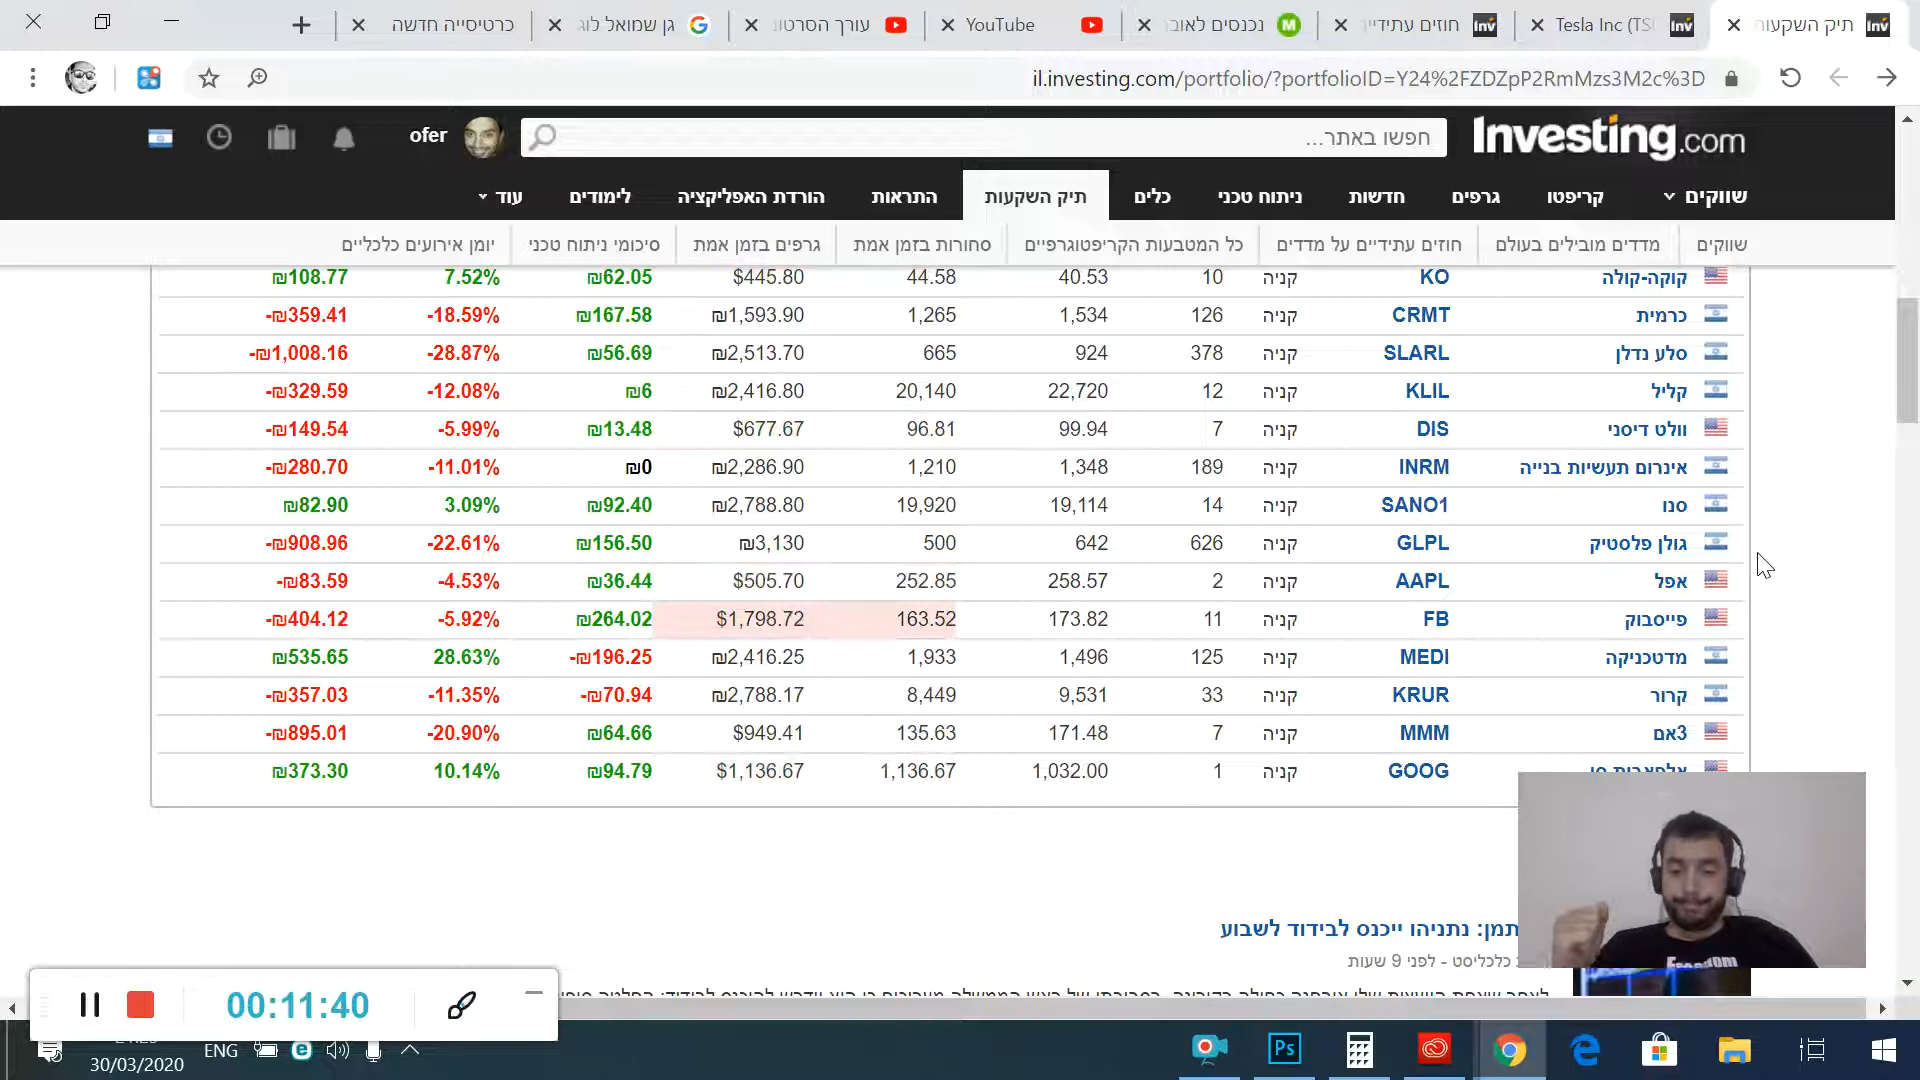 תיק השקעות
Tesla Inc (TS
חוזים עתידיי
נכנסים לאוב
YouTube
עורך הסרטונ
גן שמואל לוג
כרטיסייה חדשה
il.investing.com/portfolio/?portfolioID=Y24%2FZDZpP2RmMzs3M2c%3D
Investing.com
חפשו באתר...
ofer
שווקים קריפטו גרפים חדשות ניתוח טכני כלים תיק השקעות התראות הורדת האפליקציה לימודים עוד
שווקים מדדים מובילים בעולם חוזים עתידיים על מדדים כל המטבעות הקריפטוגרפיים סחורות בזמן אמת גרפים בזמן אמת סיכומי ניתוח טכני יומן אירועים כלכליים
קוקה-קולה KO קניה 10 40.53 44.58 $445.80 ₪62.05 7.52% ₪108.77
כרמית CRMT קניה 126 1,534 1,265 ₪1,593.90 ₪167.58 -18.59% -₪359.41
סלע נדלן SLARL קניה 378 924 665 ₪2,513.70 ₪56.69 -28.87% -₪1,008.16
קליל KLIL קניה 12 22,720 20,140 ₪2,416.80 ₪6 -12.08% -₪329.59
וולט דיסני DIS קניה 7 99.94 96.81 $677.67 ₪13.48 -5.99% -₪149.54
אינרום תעשיות בנייה INRM קניה 189 1,348 1,210 ₪2,286.90 ₪0 -11.01% -₪280.70
סנו SANO1 קניה 14 19,114 19,920 ₪2,788.80 ₪92.40 3.09% ₪82.90
גולן פלסטיק GLPL קניה 626 642 500 ₪3,130 ₪156.50 -22.61% -₪908.96
אפל AAPL קניה 2 258.57 252.85 $505.70 ₪36.44 -4.53% -₪83.59
פייסבוק FB קניה 11 173.82 163.52 $1,798.72 ₪264.02 -5.92% -₪404.12
מדטכניקה MEDI קניה 125 1,496 1,933 ₪2,416.25 -₪196.25 28.63% ₪535.65
קרור KRUR קניה 33 9,531 8,449 ₪2,788.17 -₪70.94 -11.35% -₪357.03
3אם MMM קניה 7 171.48 135.63 $949.41 ₪64.66 -20.90% -₪895.01
GOOG קניה 1 1,032.00 1,136.67 $1,136.67 ₪94.79 10.14% ₪373.30
תמן: נתניהו ייכנס לבידוד לשבוע
כלכליסט - לפני 9 שעות
Freedom
00:11:40
ENG
30/03/2020
Ps